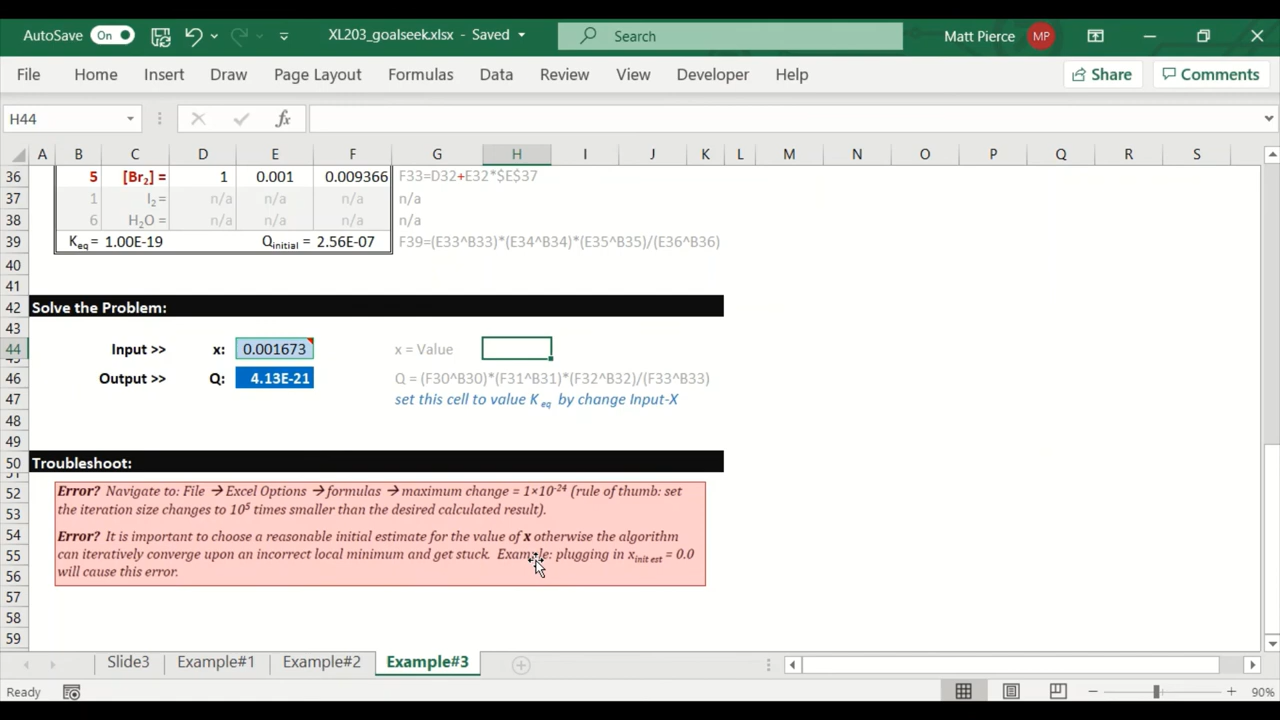 AutoSave On XL203_goalseek.xlsx - Saved Search Matt Pierce MP
File Home Insert Draw Page Layout Formulas Data Review View Developer Help Share Comments
H44 fx
A B C D E F G H I J K L M N O P Q R S
36 5 [Br₂] = 1 0.001 0.009366 F33=D32+E32*$E$37
37 1 I₂= n/a n/a n/a n/a
38 6 H₂O = n/a n/a n/a n/a
39 Keq = 1.00E-19 Qinitial = 2.56E-07 F39=(E33^B33)*(E34^B34)*(E35^B35)/(E36^B36)
40
41
42 Solve the Problem:
43
44 Input >> x: 0.001673 x = Value
45
46 Output >> Q: 4.13E-21 Q = (F30^B30)*(F31^B31)*(F32^B32)/(F33^B33)
47 set this cell to value K eq by change Input-X
48
49
50 Troubleshoot:
51
52 Error? Navigate to: File → Excel Options → formulas → maximum change = 1×10⁻²⁴ (rule of thumb: set
53 the iteration size changes to 10⁵ times smaller than the desired calculated result).
54 Error? It is important to choose a reasonable initial estimate for the value of x otherwise the algorithm
55 can iteratively converge upon an incorrect local minimum and get stuck. Example: plugging in xinit est = 0.0
56 will cause this error.
57
58
59
Slide3 Example#1 Example#2 Example#3
Ready 90%